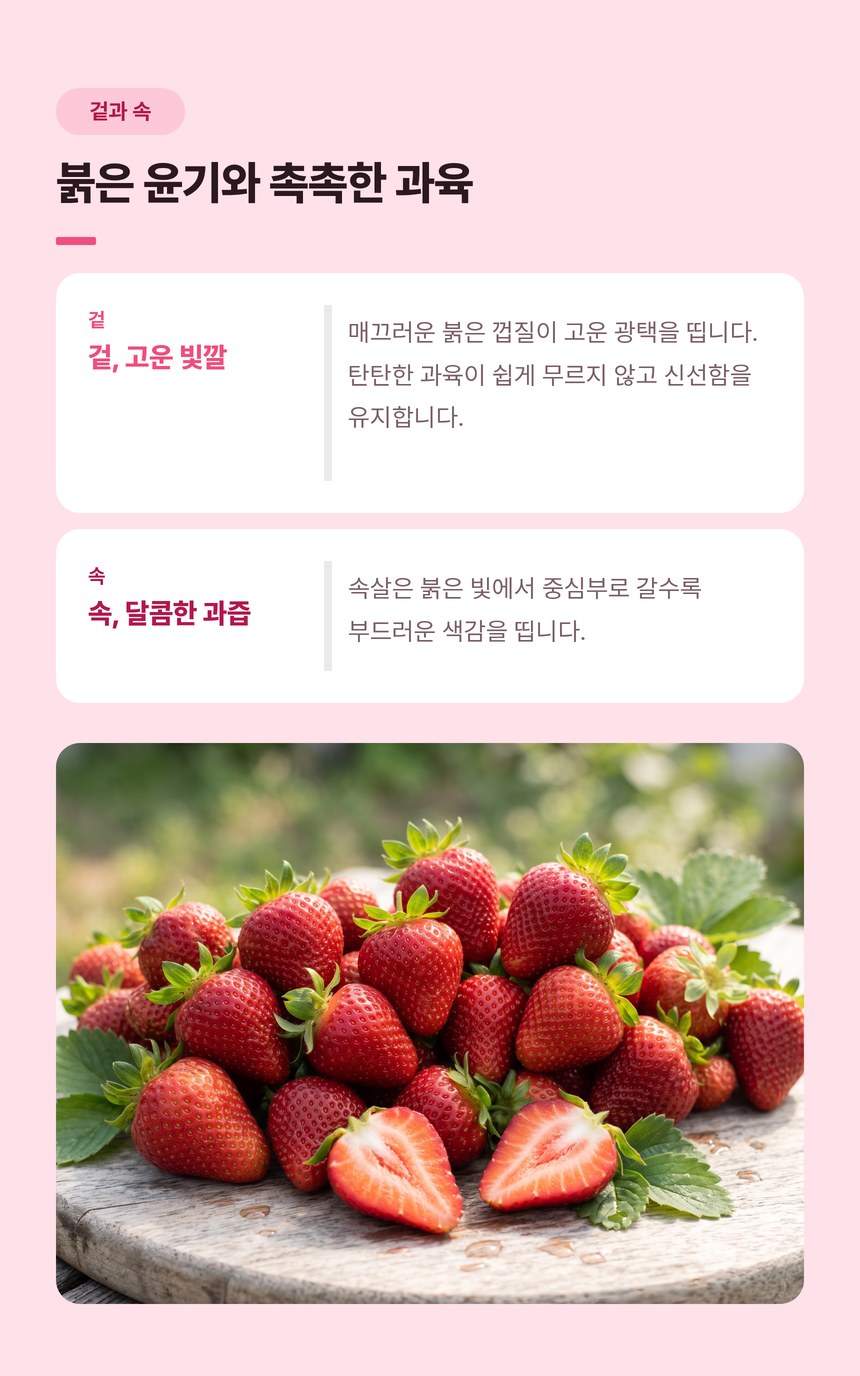 겉과 속
붉은 윤기와 촉촉한 과육
겉
겉, 고운 빛깔
매끄러운 붉은 껍질이 고운 광택을 띱니다.
탄탄한 과육이 쉽게 무르지 않고 신선함을
유지합니다.
속
속, 달콤한 과즙
속살은 붉은 빛에서 중심부로 갈수록
부드러운 색감을 띱니다.